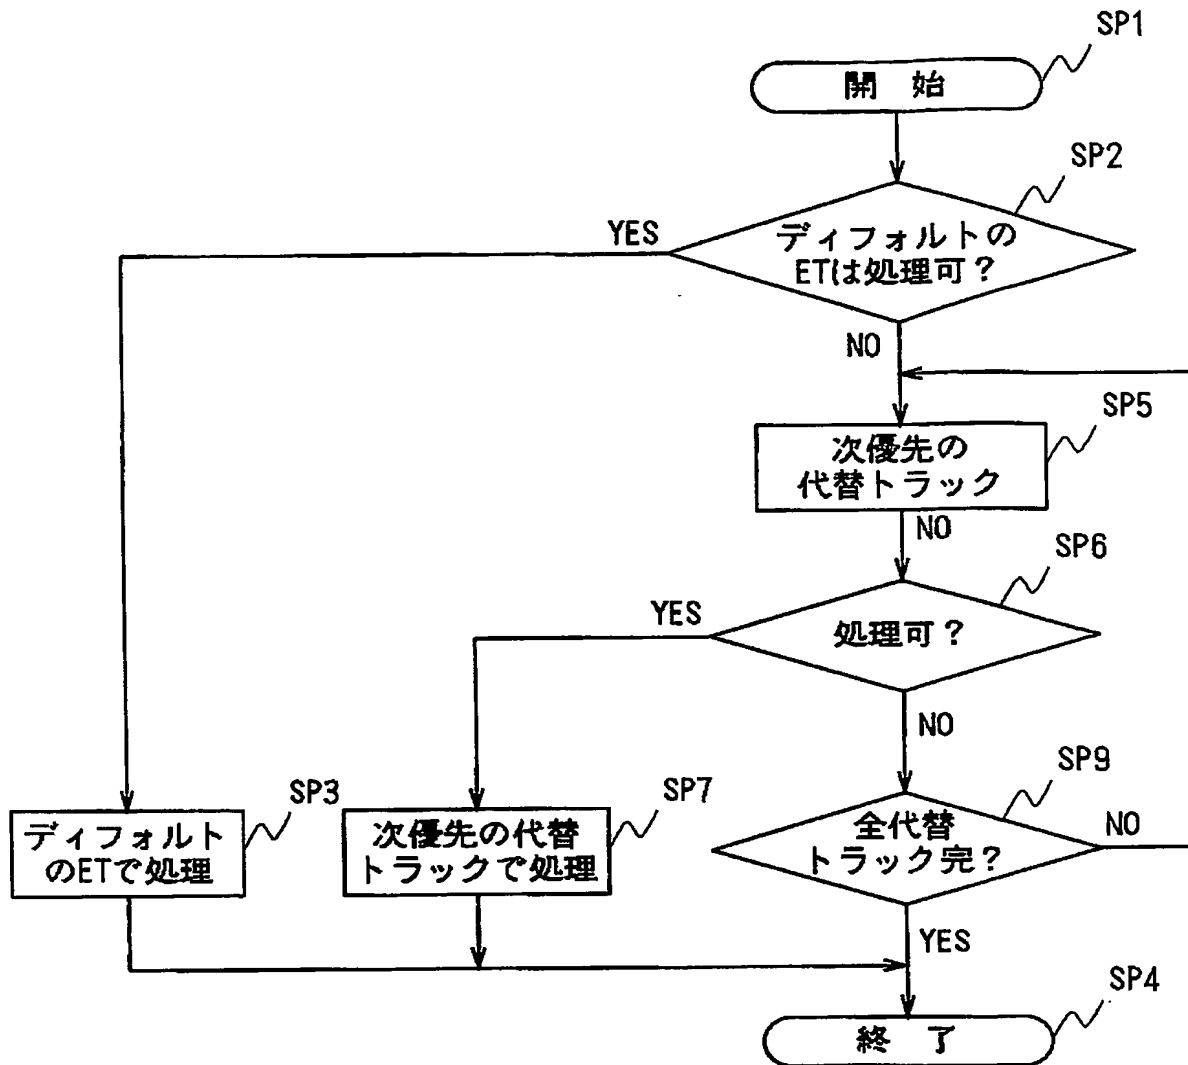 SP1
開 始
SP2
YES
ディフォルトの
ETは処理可?
NO
SP5
次優先の
代替トラック
NO
SP6
YES
処理可?
NO
SP9
SP3
SP7
ディフォルト
のETで処理
次優先の代替
トラックで処理
全代替
トラック完?
NO
YES
SP4
終 了